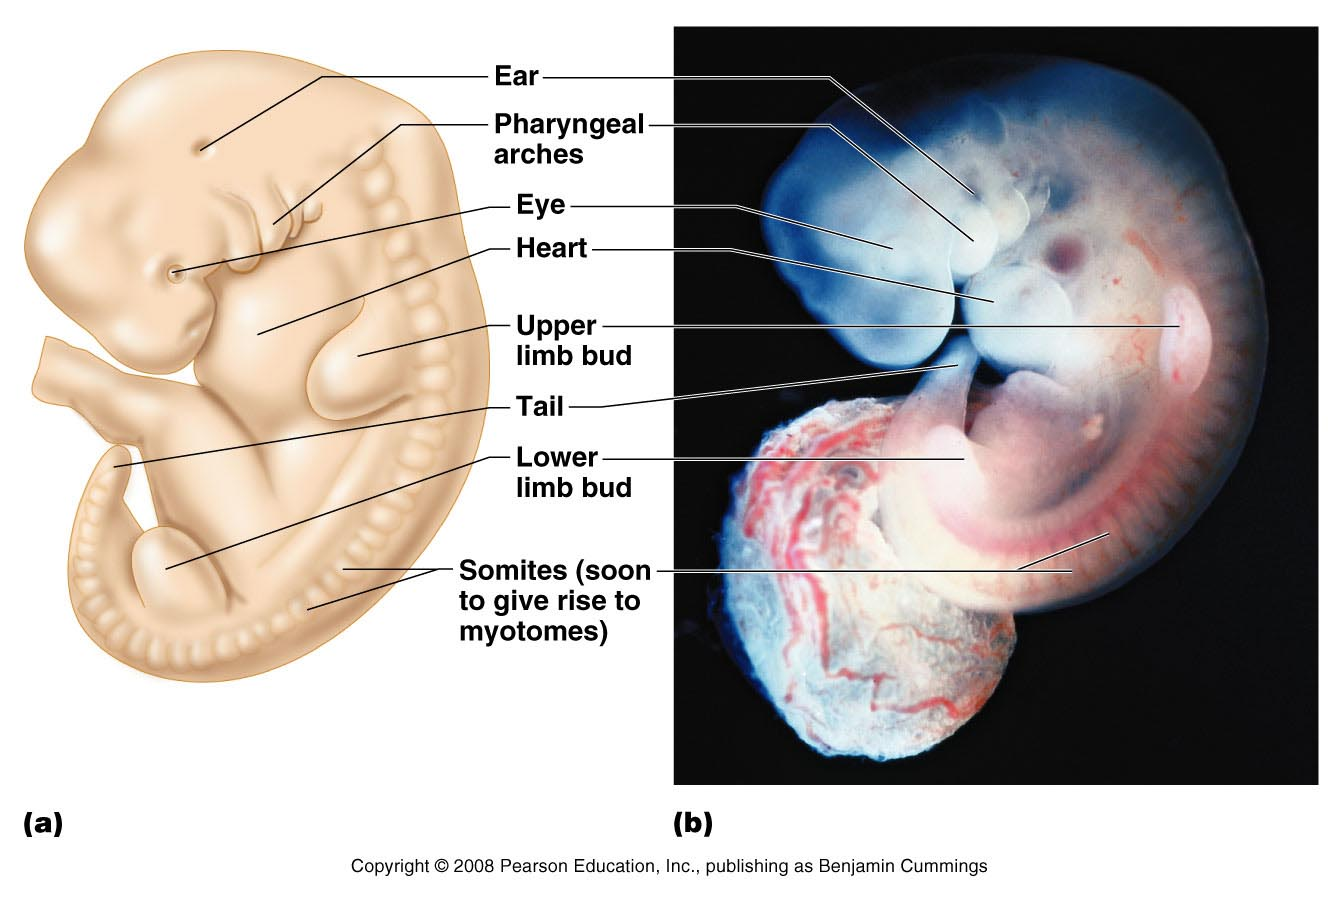 Ear
Pharyngeal
arches
Eye
Heart
Upper
limb bud
Tail
Lower
limb bud
Somites (soon
to give rise to
myotomes)
(a)
(b)
Copyright © 2008 Pearson Education, Inc., publishing as Benjamin Cummings